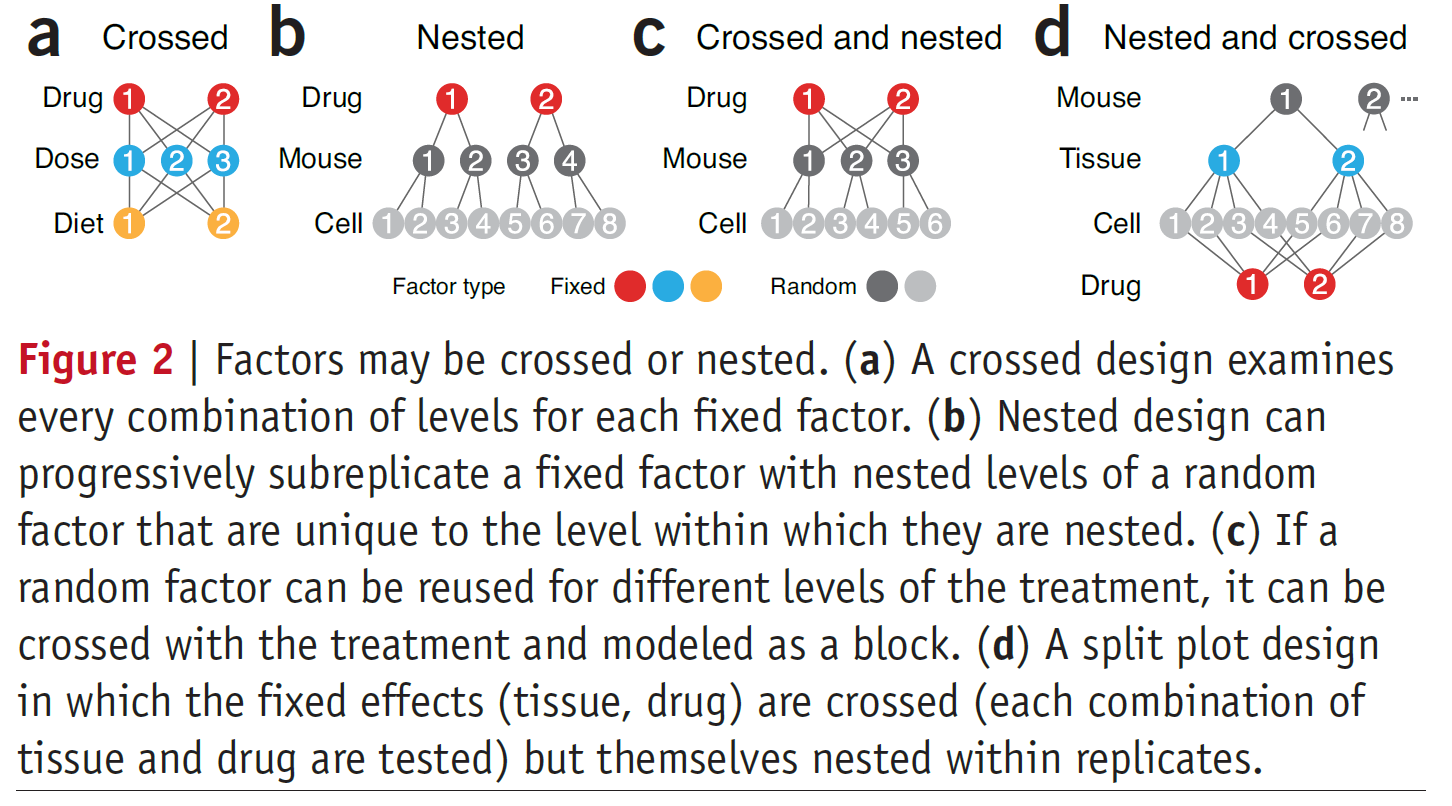 a Crossed b Nested c Crossed and nested d Nested and crossed
Drug 1 2 Drug 1 2 Drug 1 2 Mouse 1 2 ...
Dose 1 2 3 Mouse 1 2 3 4 Mouse 1 2 3 Tissue 1 2
Diet 1 2 Cell 1 2 3 4 5 6 7 8 Cell 1 2 3 4 5 6 Cell 1 2 3 4 5 6 7 8
Factor type Fixed Random Drug 1 2
Figure 2 | Factors may be crossed or nested. (a) A crossed design examines
every combination of levels for each fixed factor. (b) Nested design can
progressively subreplicate a fixed factor with nested levels of a random
factor that are unique to the level within which they are nested. (c) If a
random factor can be reused for different levels of the treatment, it can be
crossed with the treatment and modeled as a block. (d) A split plot design
in which the fixed effects (tissue, drug) are crossed (each combination of
tissue and drug are tested) but themselves nested within replicates.